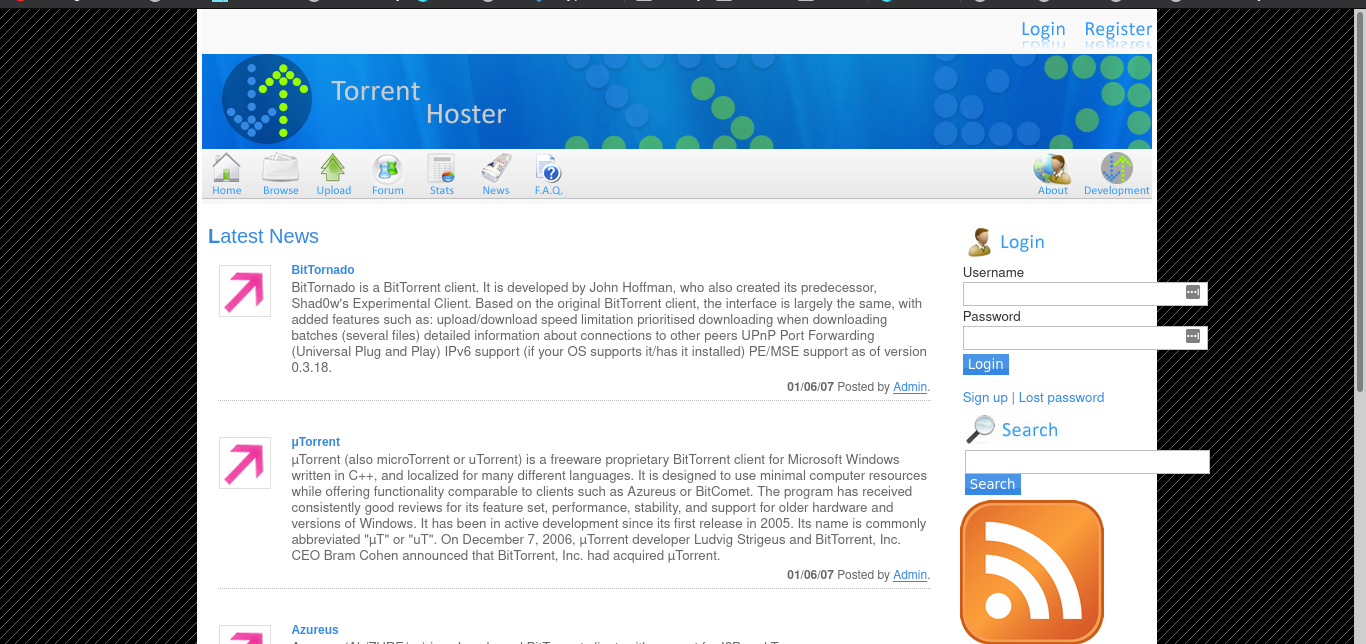 Login Register
Torrent
Hoster
Home Browse Upload Forum Stats News F.A.Q. About Development
Latest News
BitTornado
BitTornado is a BitTorrent client. It is developed by John Hoffman, who also created its predecessor,
Shad0w's Experimental Client. Based on the original BitTorrent client, the interface is largely the same, with
added features such as: upload/download speed limitation prioritised downloading when downloading
batches (several files) detailed information about connections to other peers UPnP Port Forwarding
(Universal Plug and Play) IPv6 support (if your OS supports it/has it installed) PE/MSE support as of version
0.3.18.
01/06/07 Posted by Admin.
µTorrent
µTorrent (also microTorrent or uTorrent) is a freeware proprietary BitTorrent client for Microsoft Windows
written in C++, and localized for many different languages. It is designed to use minimal computer resources
while offering functionality comparable to clients such as Azureus or BitComet. The program has received
consistently good reviews for its feature set, performance, stability, and support for older hardware and
versions of Windows. It has been in active development since its first release in 2005. Its name is commonly
abbreviated "µT" or "uT". On December 7, 2006, µTorrent developer Ludvig Strigeus and BitTorrent, Inc.
CEO Bram Cohen announced that BitTorrent, Inc. had acquired µTorrent.
01/06/07 Posted by Admin.
Azureus
Login
Username
Password
Login
Sign up | Lost password
Search
Search